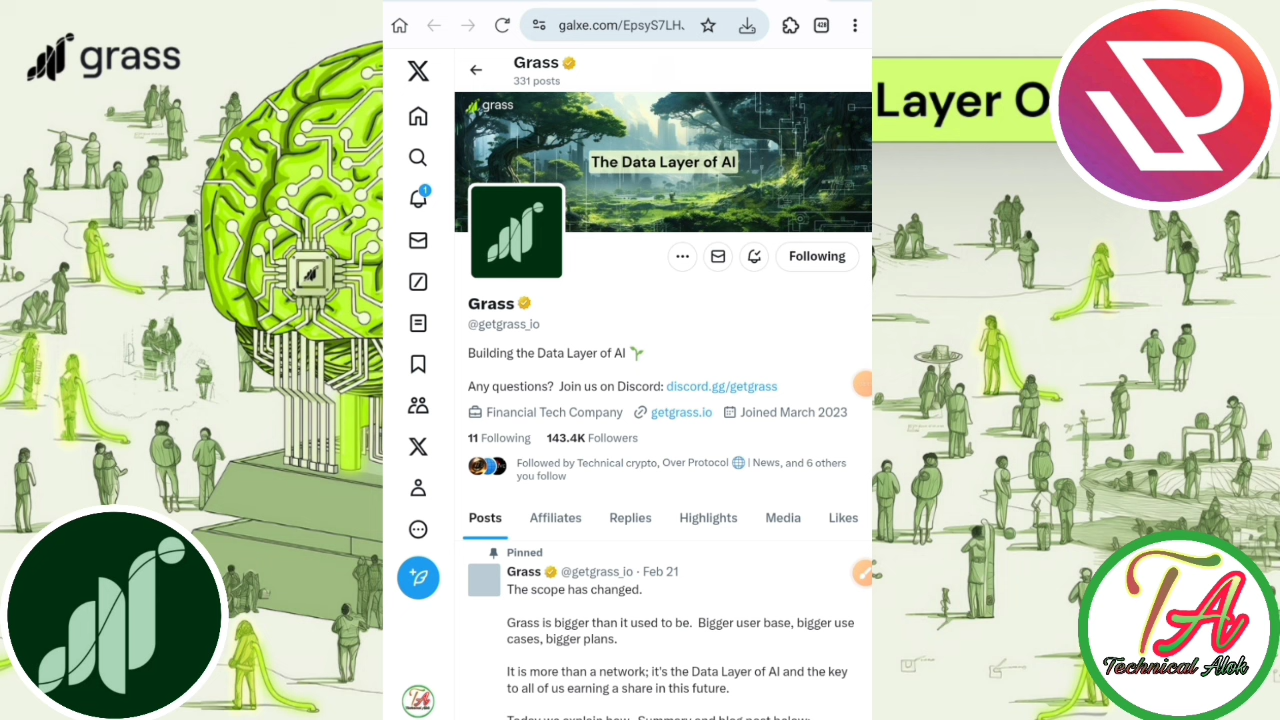 grass
galxe.com/EpsyS7LH
Grass
331 posts
grass
The Data Layer of AI
Layer O
1
Following
Grass
@getgrass_io
Building the Data Layer of AI
Any questions? Join us on Discord: discord.gg/getgrass
Financial Tech Company getgrass.io Joined March 2023
11 Following 143.4K Followers
Followed by Technical crypto, Over Protocol | News, and 6 others
you follow
Posts Affiliates Replies Highlights Media Likes
Pinned
Grass @getgrass_io · Feb 21
The scope has changed.
Grass is bigger than it used to be. Bigger user base, bigger use
cases, bigger plans.
It is more than a network; it's the Data Layer of AI and the key
to all of us earning a share in this future.
TA
Technical Alok